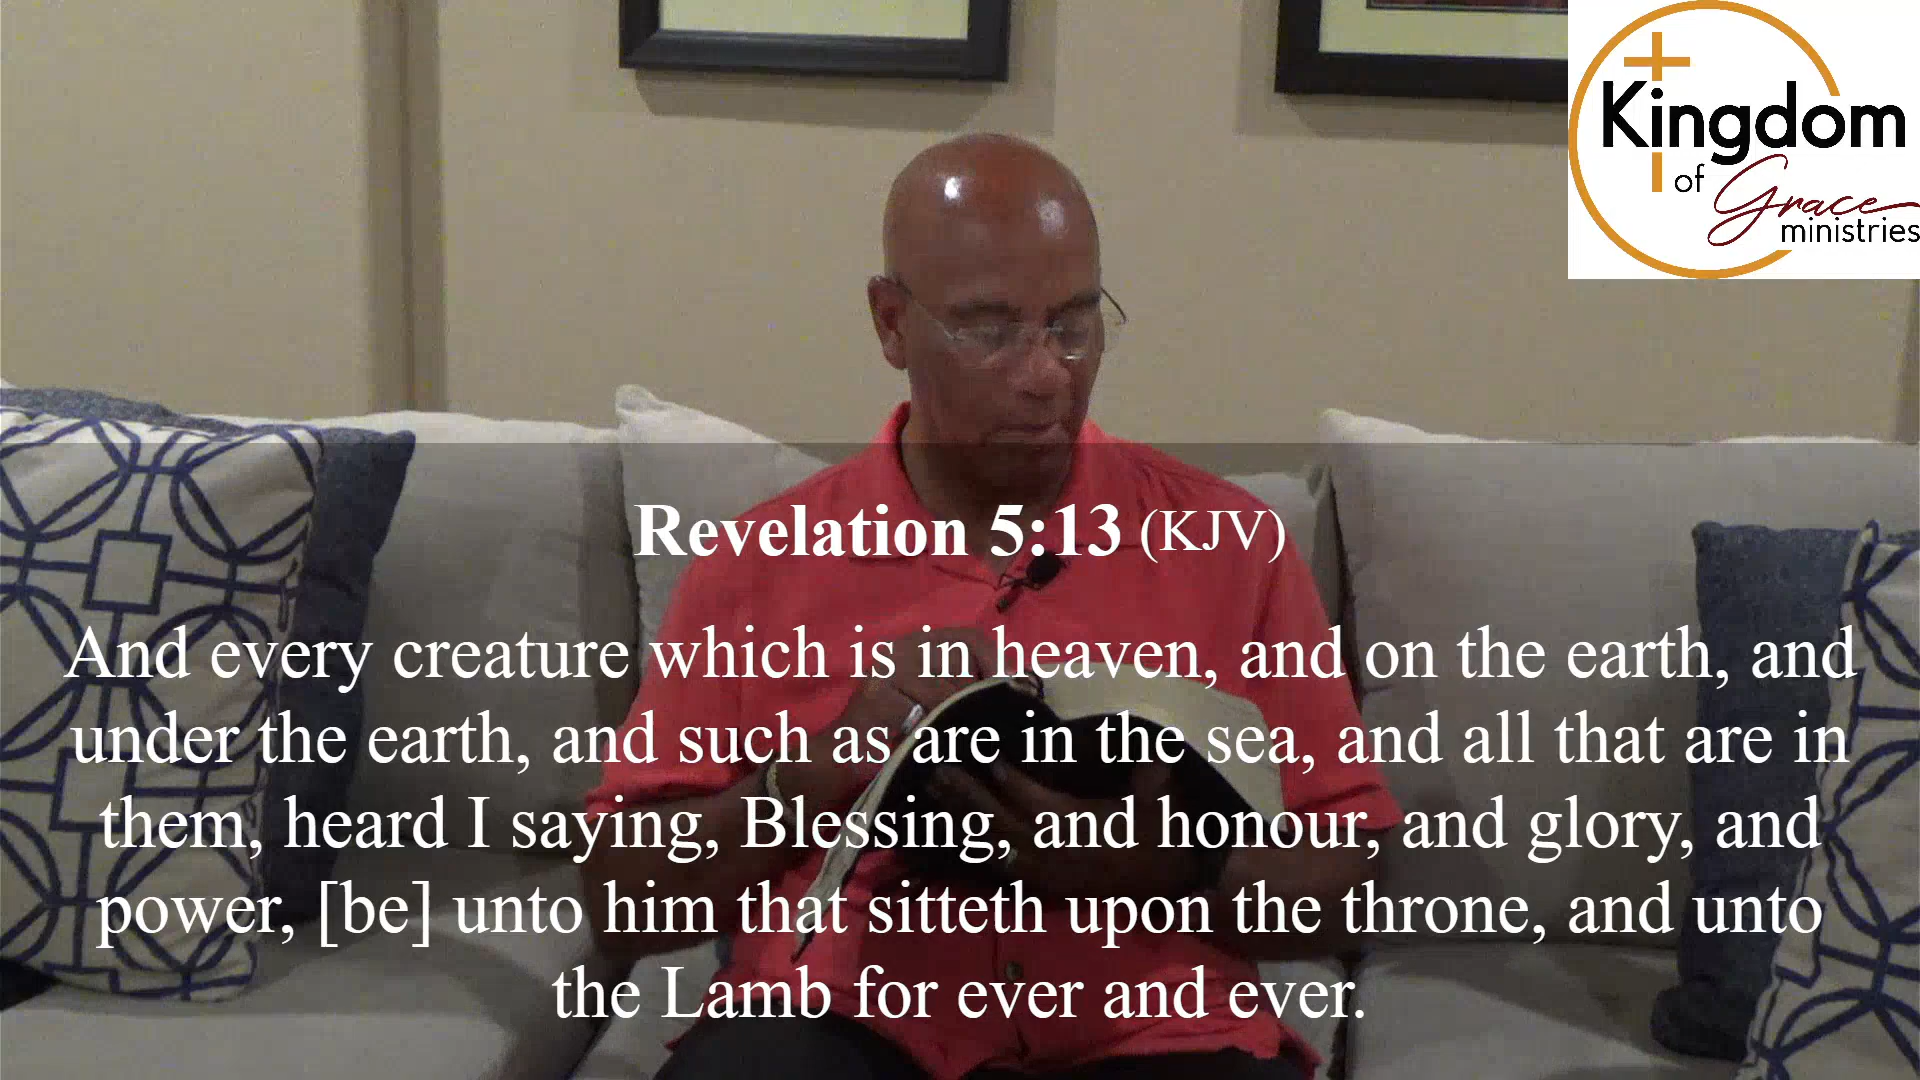 Kingdom
of Grace
ministries
Revelation 5:13 (KJV)
And every creature which is in heaven, and on the earth, and
under the earth, and such as are in the sea, and all that are in
them, heard I saying, Blessing, and honour, and glory, and
power, [be] unto him that sitteth upon the throne, and unto
the Lamb for ever and ever.